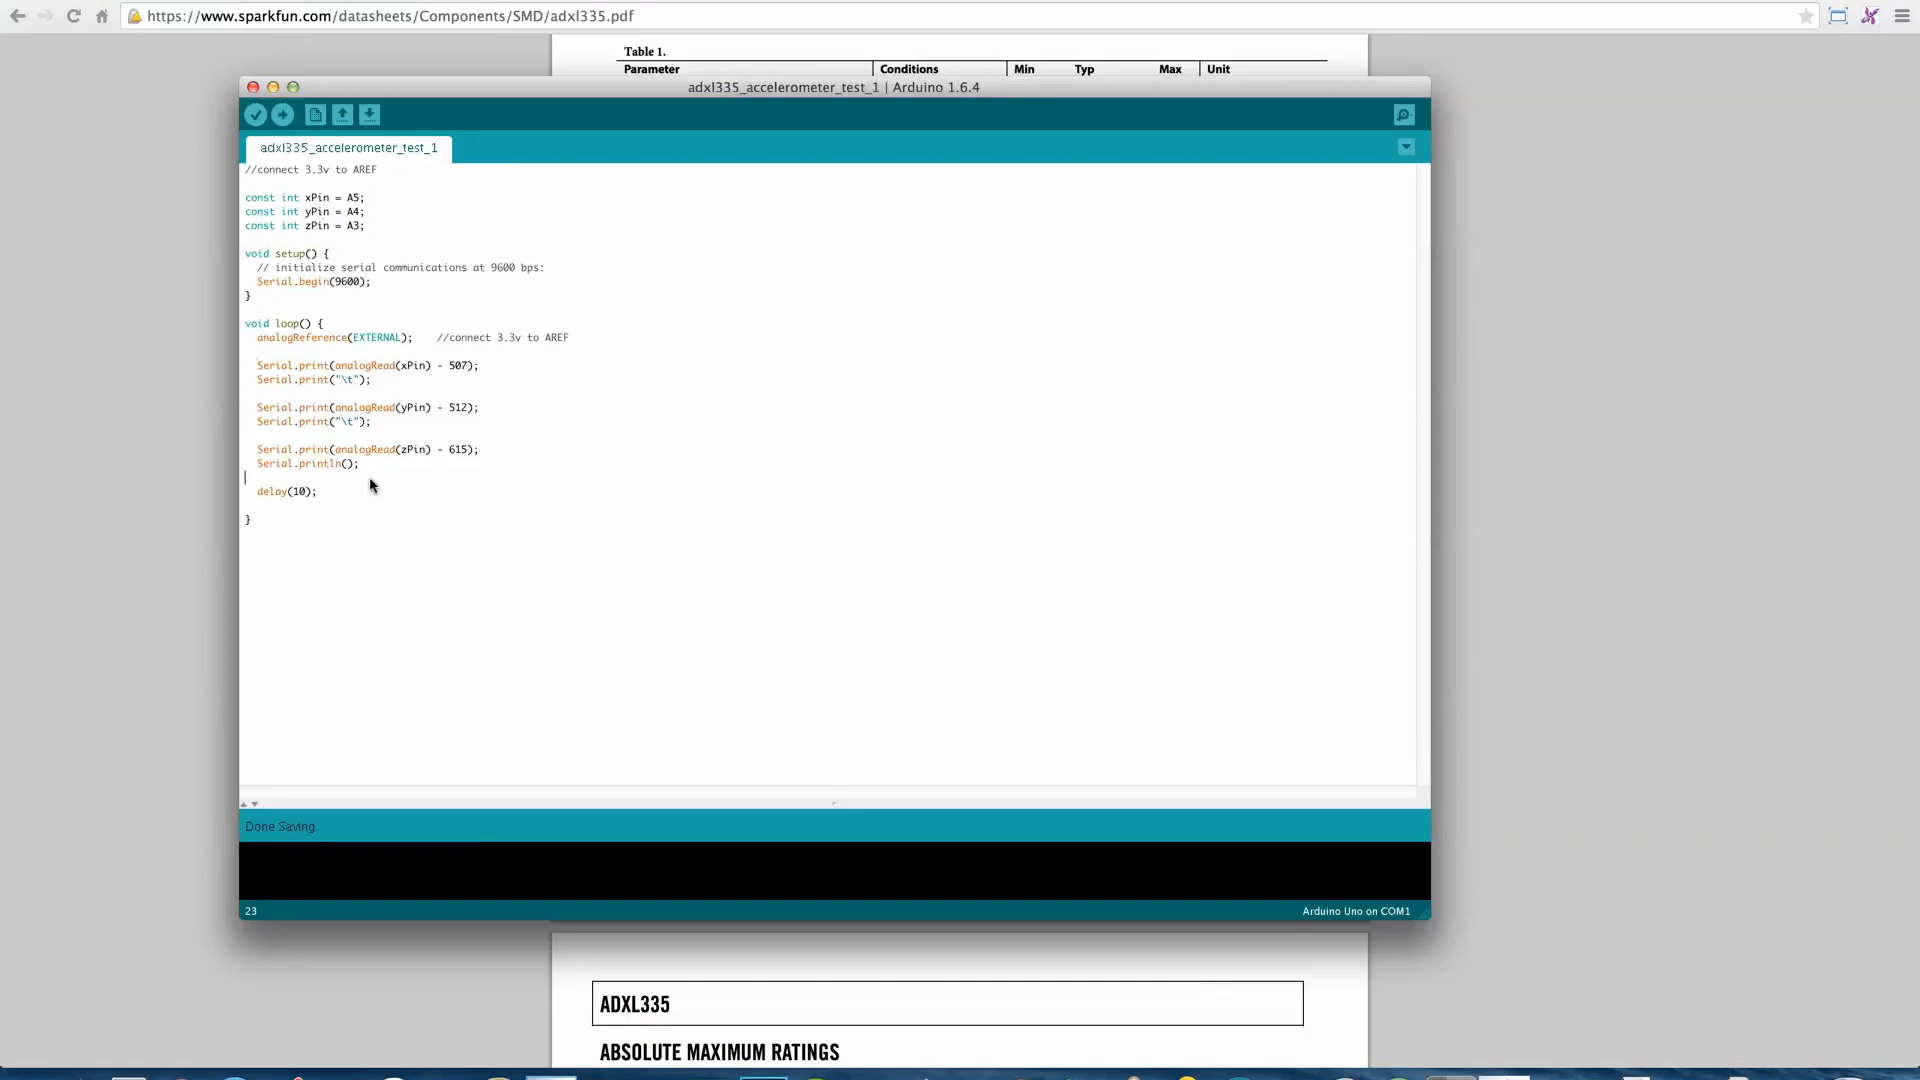 https://www.sparkfun.com/datasheets/Components/SMD/adxl335.pdf
Table 1.
Parameter Conditions Min Typ Max Unit
adxl335_accelerometer_test_1 | Arduino 1.6.4
adxl335_accelerometer_test_1
//connect 3.3v to AREF
const int xPin = A5;
const int yPin = A4;
const int zPin = A3;
void setup() {
// initialize serial communications at 9600 bps:
Serial.begin(9600);
}
void loop() {
analogReference(EXTERNAL); //connect 3.3v to AREF
Serial.print(analogRead(xPin) - 507);
Serial.print("\t");
Serial.print(analogRead(yPin) - 512);
Serial.print("\t");
Serial.print(analogRead(zPin) - 615);
Serial.println();
delay(10);
}
Done Saving.
23
Arduino Uno on COM1
ADXL335
ABSOLUTE MAXIMUM RATINGS